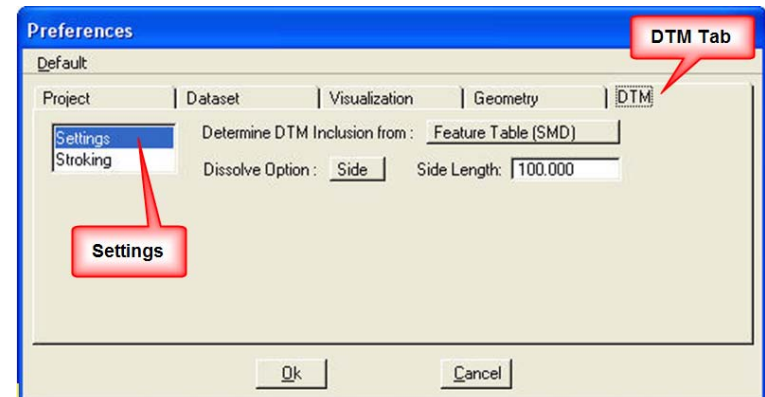 Preferences
DTM Tab
Default
Project Dataset Visualization Geometry DTM
Settings Determine DTM Inclusion from : Feature Table (SMD)
Stroking Dissolve Option : Side Side Length: 100.000
Settings
Ok Cancel